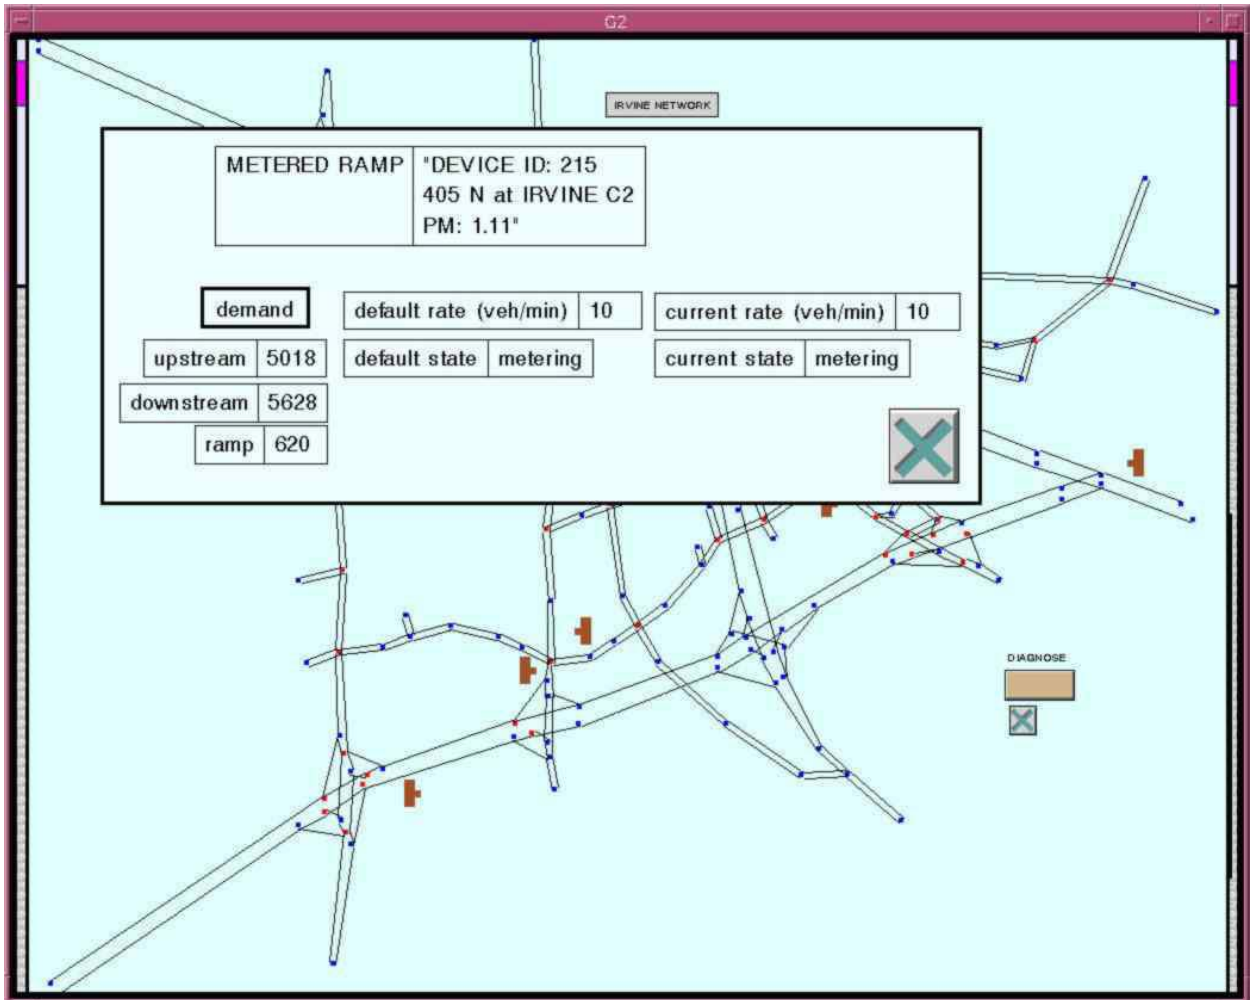 G2
IRVINE NETWORK
METERED RAMP
"DEVICE ID: 215
405 N at IRVINE C2
PM: 1.11"
demand
default rate (veh/min) 10
current rate (veh/min) 10
upstream 5018
default state metering
current state metering
downstream 5628
ramp 620
DIAGNOSE